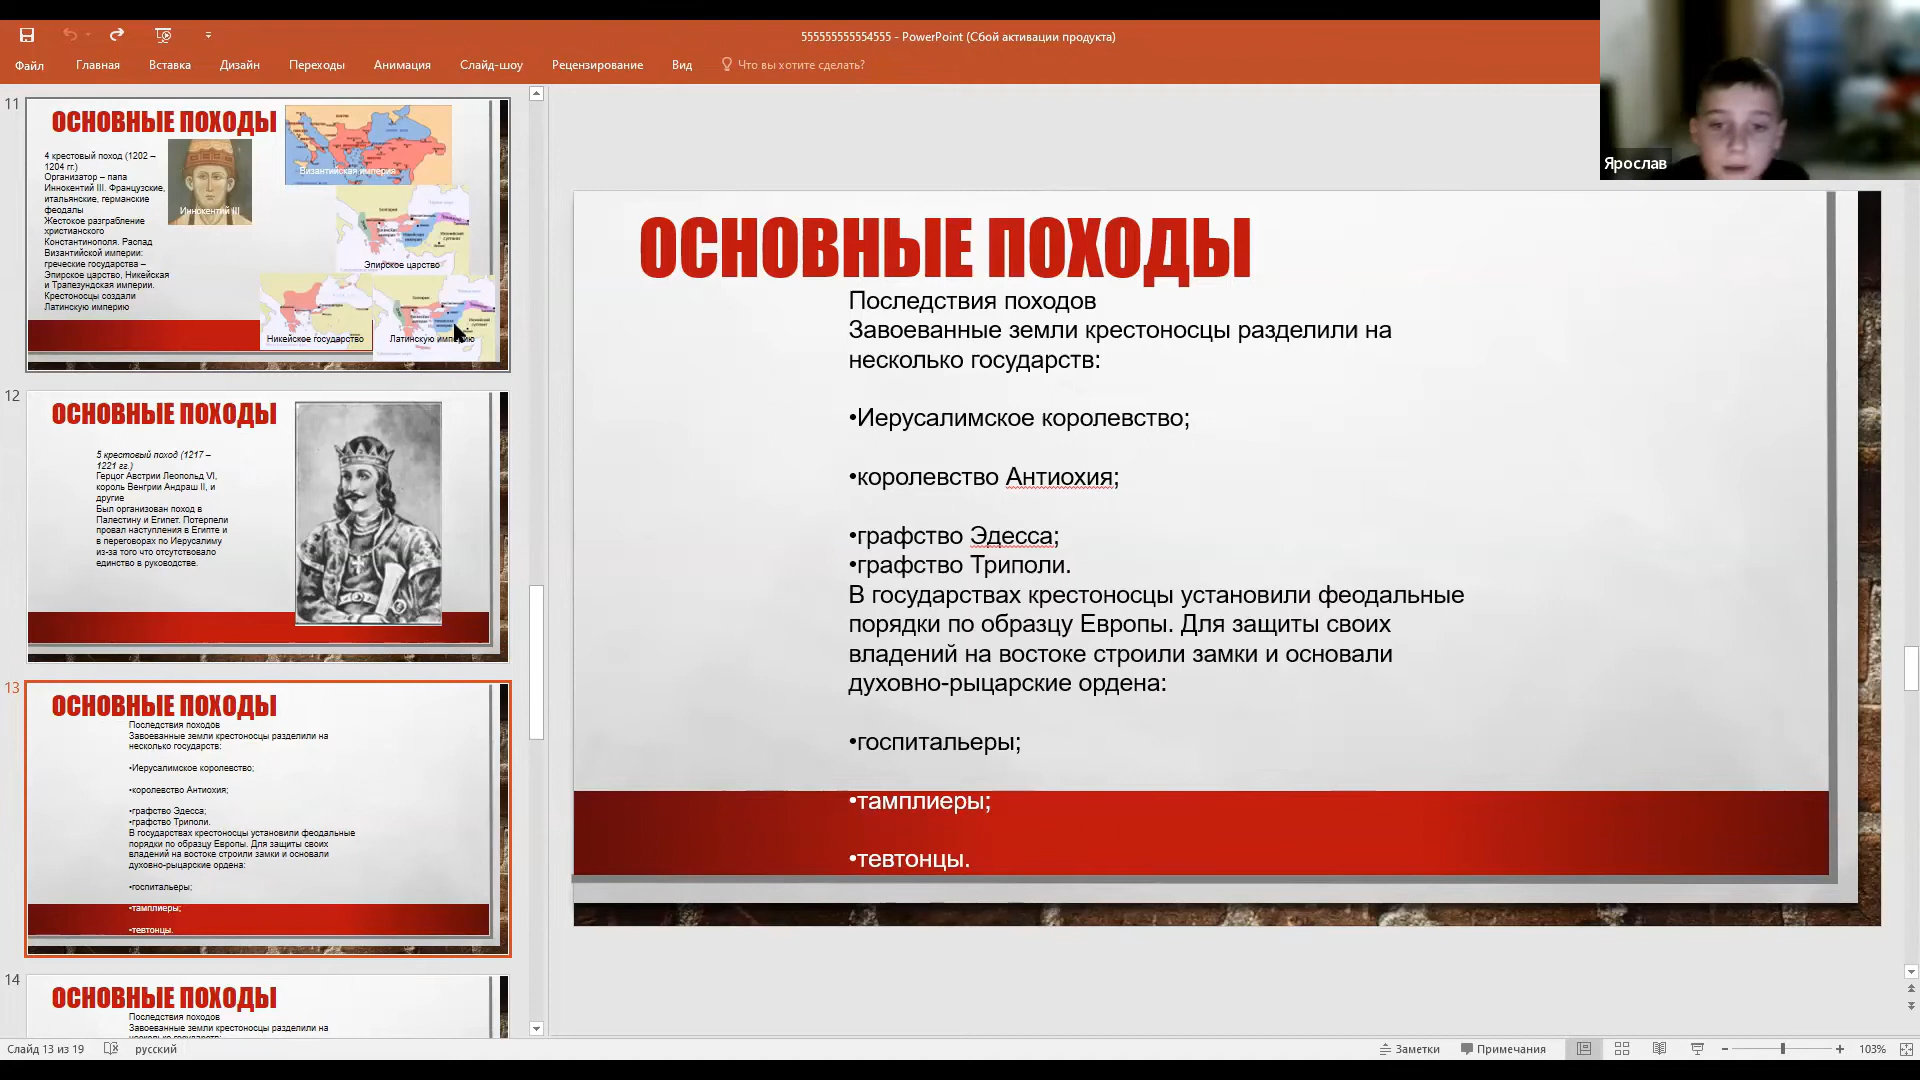 555555555554555 - PowerPoint (Сбой активации продукта)
Файл Главная Вставка Дизайн Переходы Анимация Слайд-шоу Рецензирование Вид Что вы хотите сделать?
Ярослав
11
ОСНОВНЫЕ ПОХОДЫ
4 крестовый поход (1202 –
1204 гг.)
Организатор – папа
Иннокентий III. Французские,
итальянские, германские
феодалы
Жестокое разграбление
христианского
Константинополя. Распад
Византийской империи:
греческие государства –
Эпирское царство, Никейская
и Трапезундская империи.
Крестоносцы создали
Латинскую империю
Иннокентий III
Византийская империя
Эпирское царство
Никейское государство
Латинскую империю
12
ОСНОВНЫЕ ПОХОДЫ
5 крестовый поход (1217 –
1221 гг.)
Герцог Австрии Леопольд VI,
король Венгрии Андраш II, и
другие
Был организован поход в
Палестину и Египет. Потерпели
провал наступления в Египте и
в переговорах по Иерусалиму
из-за того что отсутствовало
единство в руководстве.
13
ОСНОВНЫЕ ПОХОДЫ
Последствия походов
Завоеванные земли крестоносцы разделили на
несколько государств:
•Иерусалимское королевство;
•королевство Антиохия;
•графство Эдесса;
•графство Триполи.
В государствах крестоносцы установили феодальные
порядки по образцу Европы. Для защиты своих
владений на востоке строили замки и основали
духовно-рыцарские ордена:
•госпитальеры;
•тамплиеры;
•тевтонцы.
14
ОСНОВНЫЕ ПОХОДЫ
Последствия походов
Завоеванные земли крестоносцы разделили на
ОСНОВНЫЕ ПОХОДЫ
Последствия походов
Завоеванные земли крестоносцы разделили на
несколько государств:
•Иерусалимское королевство;
•королевство Антиохия;
•графство Эдесса;
•графство Триполи.
В государствах крестоносцы установили феодальные
порядки по образцу Европы. Для защиты своих
владений на востоке строили замки и основали
духовно-рыцарские ордена:
•госпитальеры;
•тамплиеры;
•тевтонцы.
Слайд 13 из 19 русский Заметки Примечания 103%